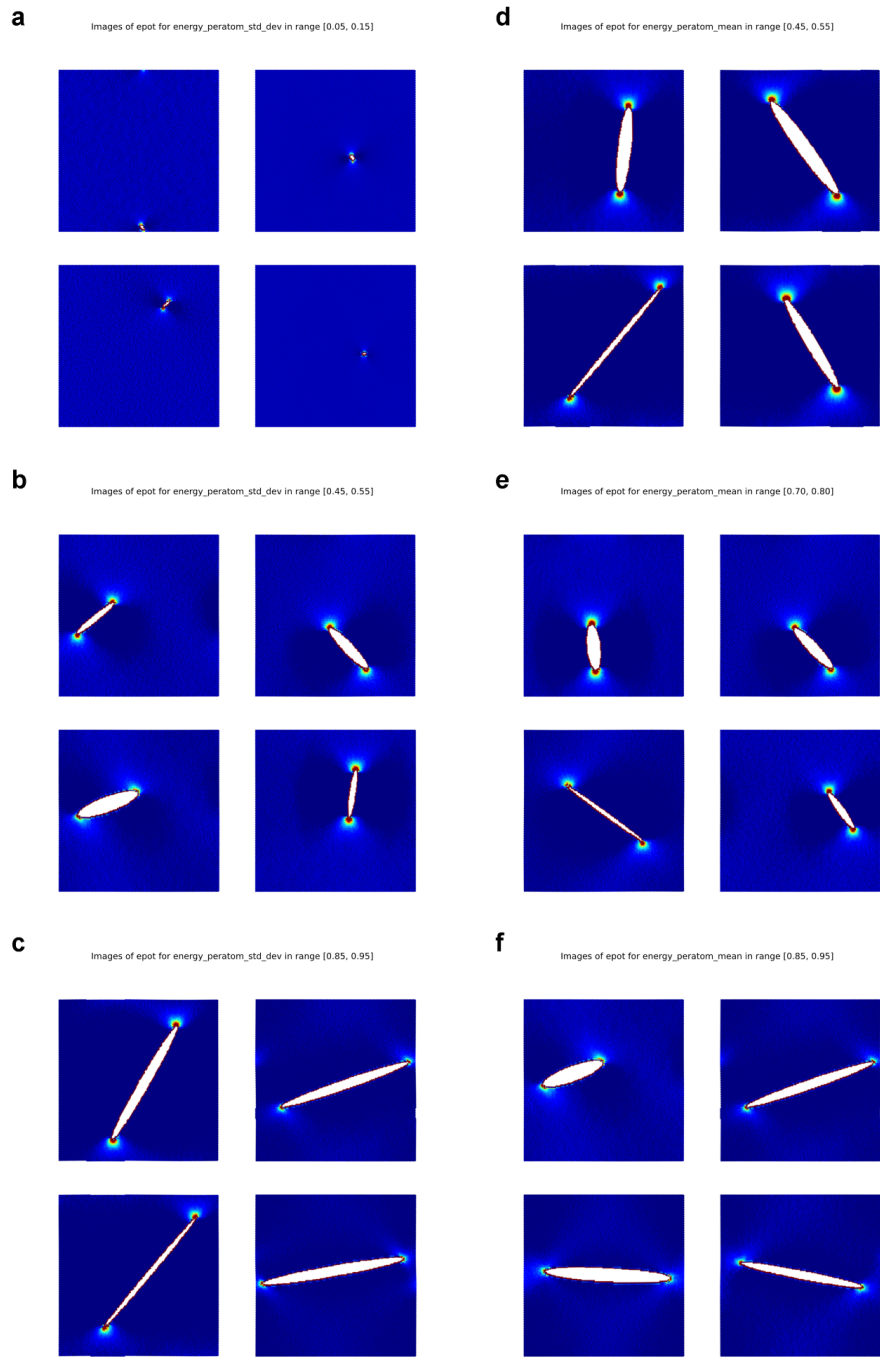 a
Images of epot for energy_peratom_std_dev in range [0.05, 0.15]
b
Images of epot for energy_peratom_std_dev in range [0.45, 0.55]
c
Images of epot for energy_peratom_std_dev in range [0.85, 0.95]
d
Images of epot for energy_peratom_mean in range [0.45, 0.55]
e
Images of epot for energy_peratom_mean in range [0.70, 0.80]
f
Images of epot for energy_peratom_mean in range [0.85, 0.95]